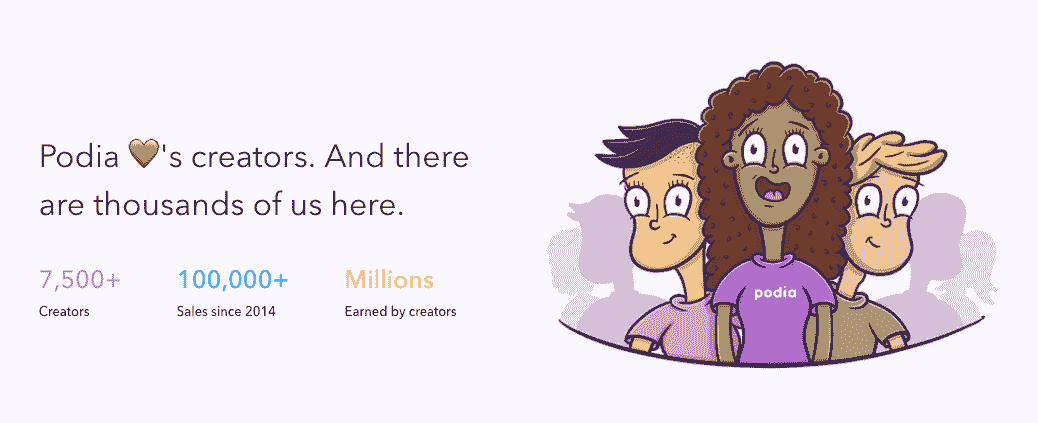 Podia 🤎's creators. And there
are thousands of us here.
7,500+ 100,000+ Millions
Creators Sales since 2014 Earned by creators
podia